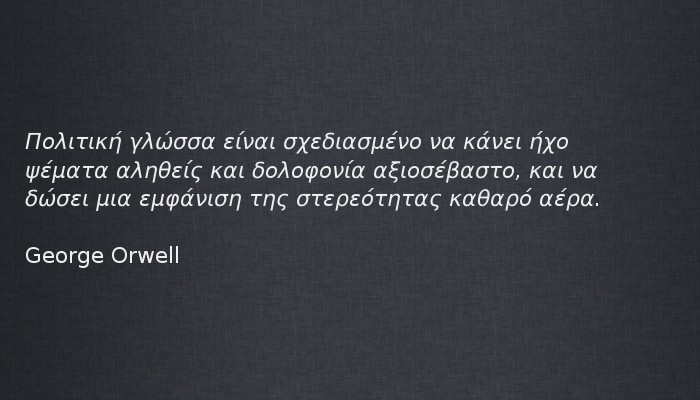 Πολιτική γλώσσα είναι σχεδιασμένο να κάνει ήχο
ψέματα αληθείς και δολοφονία αξιοσέβαστο, και να
δώσει μια εμφάνιση της στερεότητας καθαρό αέρα.
George Orwell